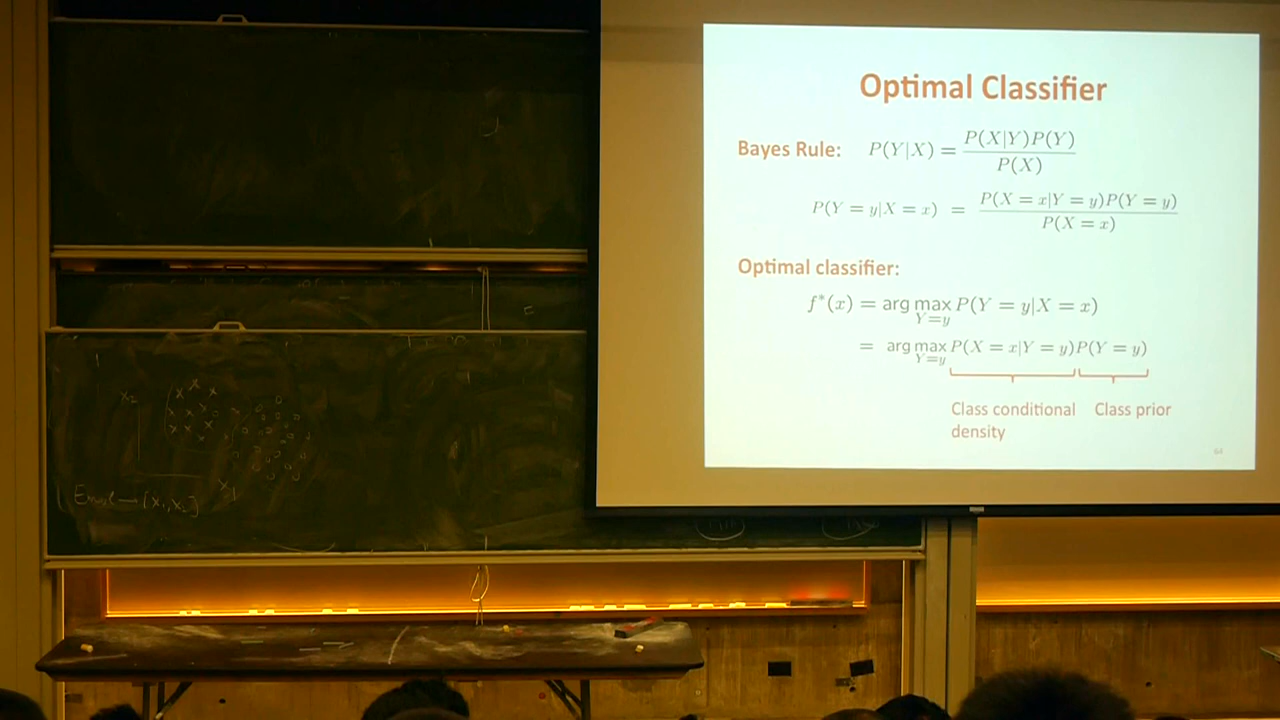 Optimal Classifier
Bayes Rule: P(Y|X) = P(X|Y)P(Y) / P(X)
P(Y = y|X = x) = P(X = x|Y = y)P(Y = y) / P(X = x)
Optimal classifier:
f*(x) = arg max_{Y=y} P(Y = y|X = x)
= arg max_{Y=y} P(X = x|Y = y)P(Y = y)
Class conditional density
Class prior
x₂
x₁
Email → [x₁, x₂]